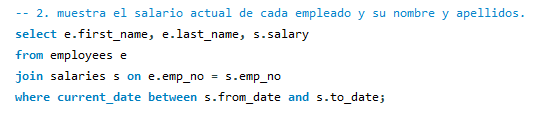 -- 2. muestra el salario actual de cada empleado y su nombre y apellidos.
select e.first_name, e.last_name, s.salary
from employees e
join salaries s on e.emp_no = s.emp_no
where current_date between s.from_date and s.to_date;